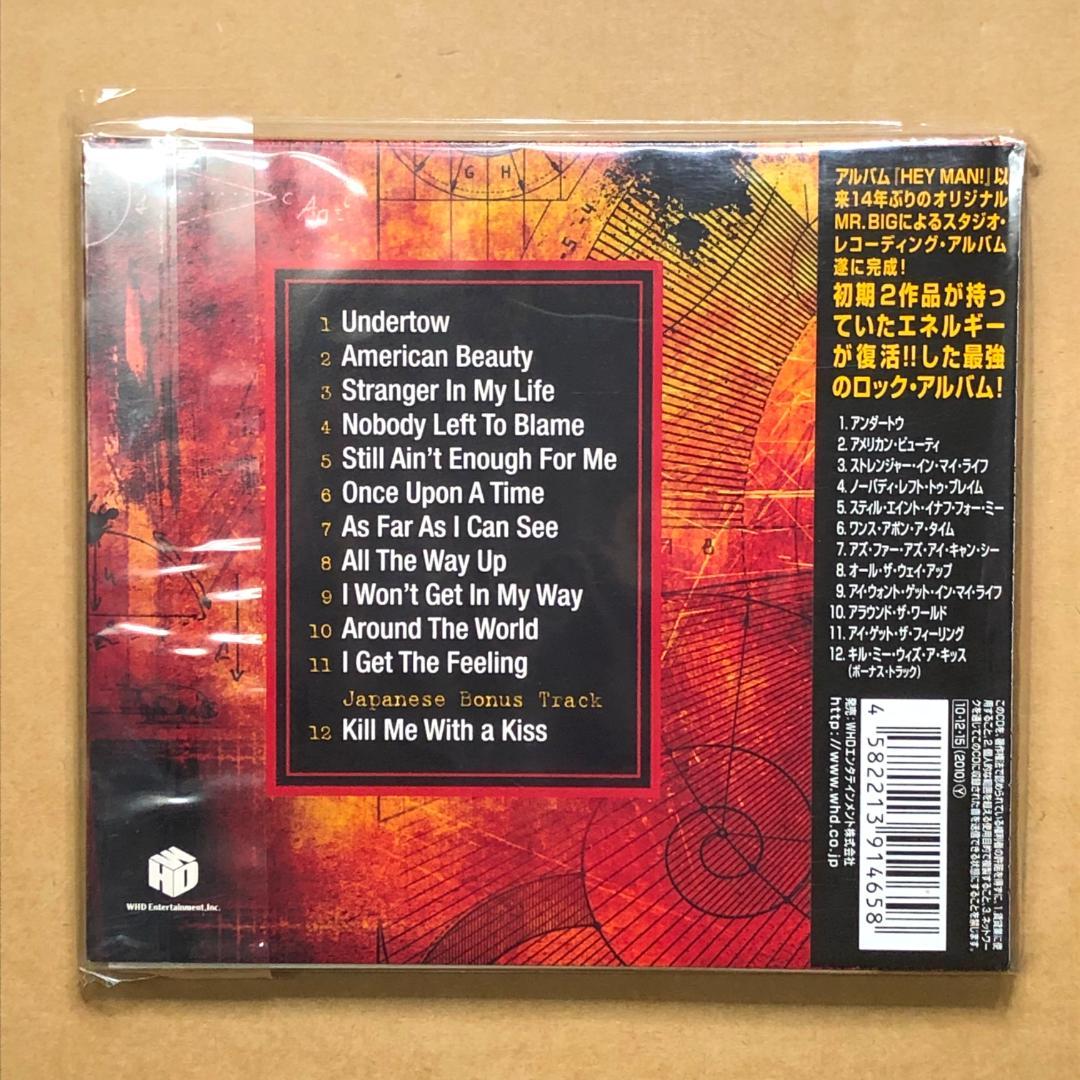 G H
1 Undertow
2 American Beauty
3 Stranger In My Life
4 Nobody Left To Blame
5 Still Ain't Enough For Me
6 Once Upon A Time
7 As Far As I Can See
8 All The Way Up
9 I Won't Get In My Way
10 Around The World
11 I Get The Feeling
Japanese Bonus Track
12 Kill Me With a Kiss
WHD
WHD Entertainment,Inc.
アルバム「HEY MAN!」以
来14年ぶりのオリジナル
MR.BIGによるスタジオ・
レコーディング・アルバム
遂に完成!
初期2作品が持っ
ていたエネルギー
が復活!!した最強
のロック・アルバム!
1. アンダートウ
2. アメリカン・ビューティ
3. ストレンジャー・イン・マイ・ライフ
4. ノーバディ・レフト・トゥ・ブレイム
5. スティル・エイント・イナフ・フォー・ミー
6. ワンス・アポン・ア・タイム
7. アズ・ファー・アズ・アイ・キャン・シー
8. オール・ザ・ウェイ・アップ
9. アイ・ウォント・ゲット・イン・マイ・ライフ
10. アラウンド・ザ・ワールド
11. アイ・ゲット・ザ・フィーリング
12. キル・ミー・ウィズ・ア・キッス
(ボーナス・トラック)
発売:WHDエンタテインメント株式会社
http://www.whd.co.jp
4 582213 914658
10・12・15 (2010) Ⓨ